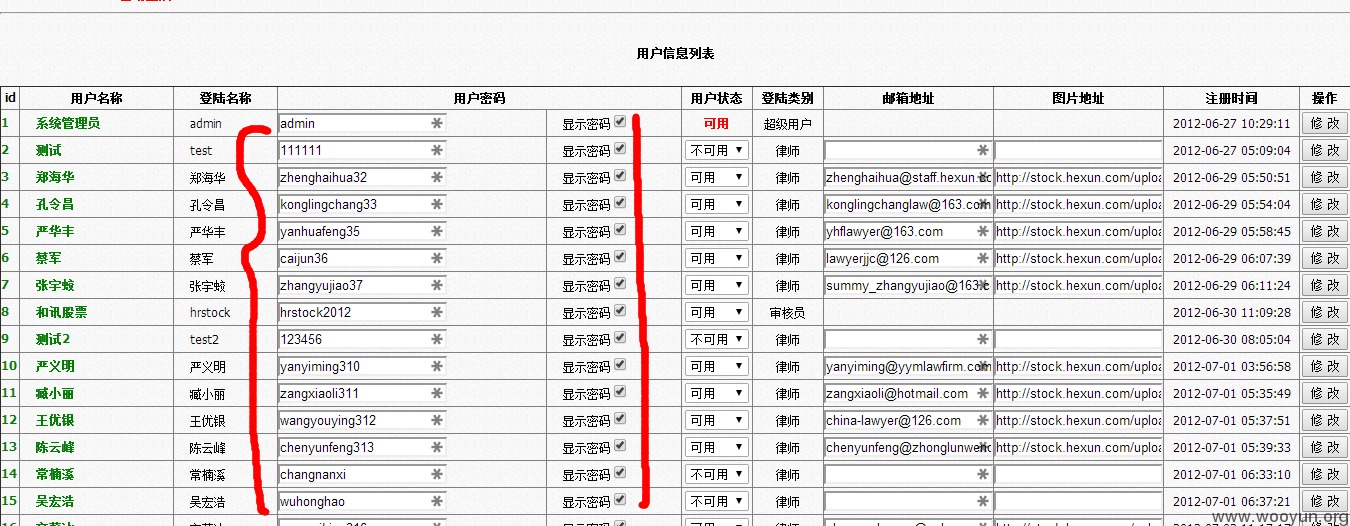 用户信息列表
id 用户名称 登陆名称 用户密码 用户状态 登陆类别 邮箱地址 图片地址 注册时间 操作
1 系统管理员 admin admin 显示密码 可用 超级用户 2012-06-27 10:29:11 修 改
2 测试 test 111111 显示密码 不可用 律师 2012-06-27 05:09:04 修 改
3 郑海华 郑海华 zhenghaihua32 显示密码 可用 律师 zhenghaihua@staff.hexun.cc http://stock.hexun.com/uploa 2012-06-29 05:50:51 修 改
4 孔令昌 孔令昌 konglingchang33 显示密码 可用 律师 konglingchanglaw@163.com http://stock.hexun.com/uploa 2012-06-29 05:54:04 修 改
5 严华丰 严华丰 yanhuafeng35 显示密码 可用 律师 yhflawyer@163.com http://stock.hexun.com/uploa 2012-06-29 05:58:45 修 改
6 蔡军 蔡军 caijun36 显示密码 可用 律师 lawyerjjc@126.com http://stock.hexun.com/uploa 2012-06-29 06:07:39 修 改
7 张宇蛟 张宇蛟 zhangyujiao37 显示密码 可用 律师 summy_zhangyujiao@163. http://stock.hexun.com/uploa 2012-06-29 06:11:24 修 改
8 和讯股票 hrstock hrstock2012 显示密码 可用 审核员 2012-06-30 11:09:28 修 改
9 测试2 test2 123456 显示密码 不可用 律师 2012-06-30 08:05:04 修 改
10 严义明 严义明 yanyiming310 显示密码 可用 律师 yanyiming@yymlawfirm.com http://stock.hexun.com/uploa 2012-07-01 03:56:58 修 改
11 臧小丽 臧小丽 zangxiaoli311 显示密码 可用 律师 zangxiaoli@hotmail.com http://stock.hexun.com/uploa 2012-07-01 05:35:49 修 改
12 王优银 王优银 wangyouying312 显示密码 可用 律师 china-lawyer@126.com http://stock.hexun.com/uploa 2012-07-01 05:37:51 修 改
13 陈云峰 陈云峰 chenyunfeng313 显示密码 可用 律师 chenyunfeng@zhonglunwen http://stock.hexun.com/uploa 2012-07-01 05:39:33 修 改
14 常楠溪 常楠溪 changnanxi 显示密码 不可用 律师 2012-07-01 06:33:10 修 改
15 吴宏浩 吴宏浩 wuhonghao 显示密码 不可用 律师 2012-07-01 06:37:21 修 改
www.wooyun.org